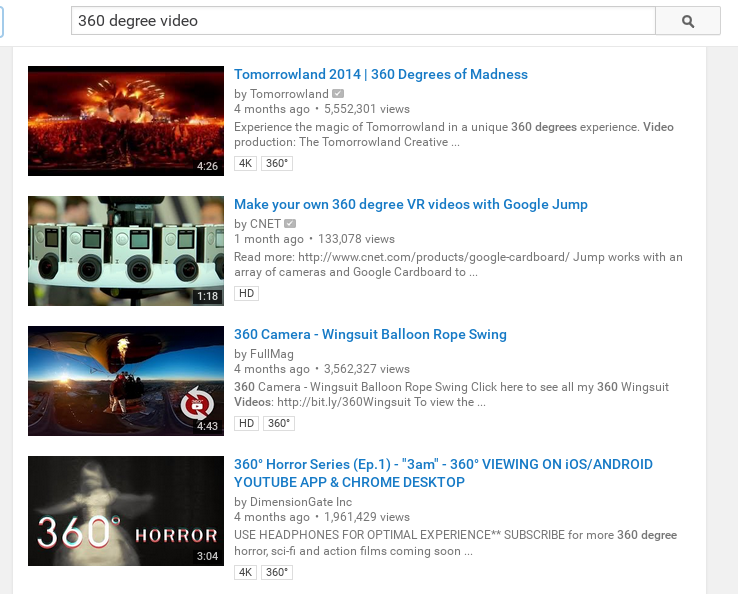 360 degree video
Tomorrowland 2014 | 360 Degrees of Madness
by Tomorrowland
4 months ago • 5,552,301 views
Experience the magic of Tomorrowland in a unique 360 degrees experience. Video
production: The Tomorrowland Creative ...
4:26
4K 360°
Make your own 360 degree VR videos with Google Jump
by CNET
1 month ago • 133,078 views
Read more: http://www.cnet.com/products/google-cardboard/ Jump works with an
array of cameras and Google Cardboard to ...
1:18
HD
360 Camera - Wingsuit Balloon Rope Swing
by FullMag
4 months ago • 3,562,327 views
360 Camera - Wingsuit Balloon Rope Swing Click here to see all my 360 Wingsuit
Videos: http://bit.ly/360Wingsuit To view the ...
360°
4:43
HD 360°
360° Horror Series (Ep.1) - "3am" - 360° VIEWING ON iOS/ANDROID
YOUTUBE APP & CHROME DESKTOP
by DimensionGate Inc
4 months ago • 1,961,429 views
360° HORROR
3:04
USE HEADPHONES FOR OPTIMAL EXPERIENCE** SUBSCRIBE for more 360 degree
horror, sci-fi and action films coming soon ...
4K 360°